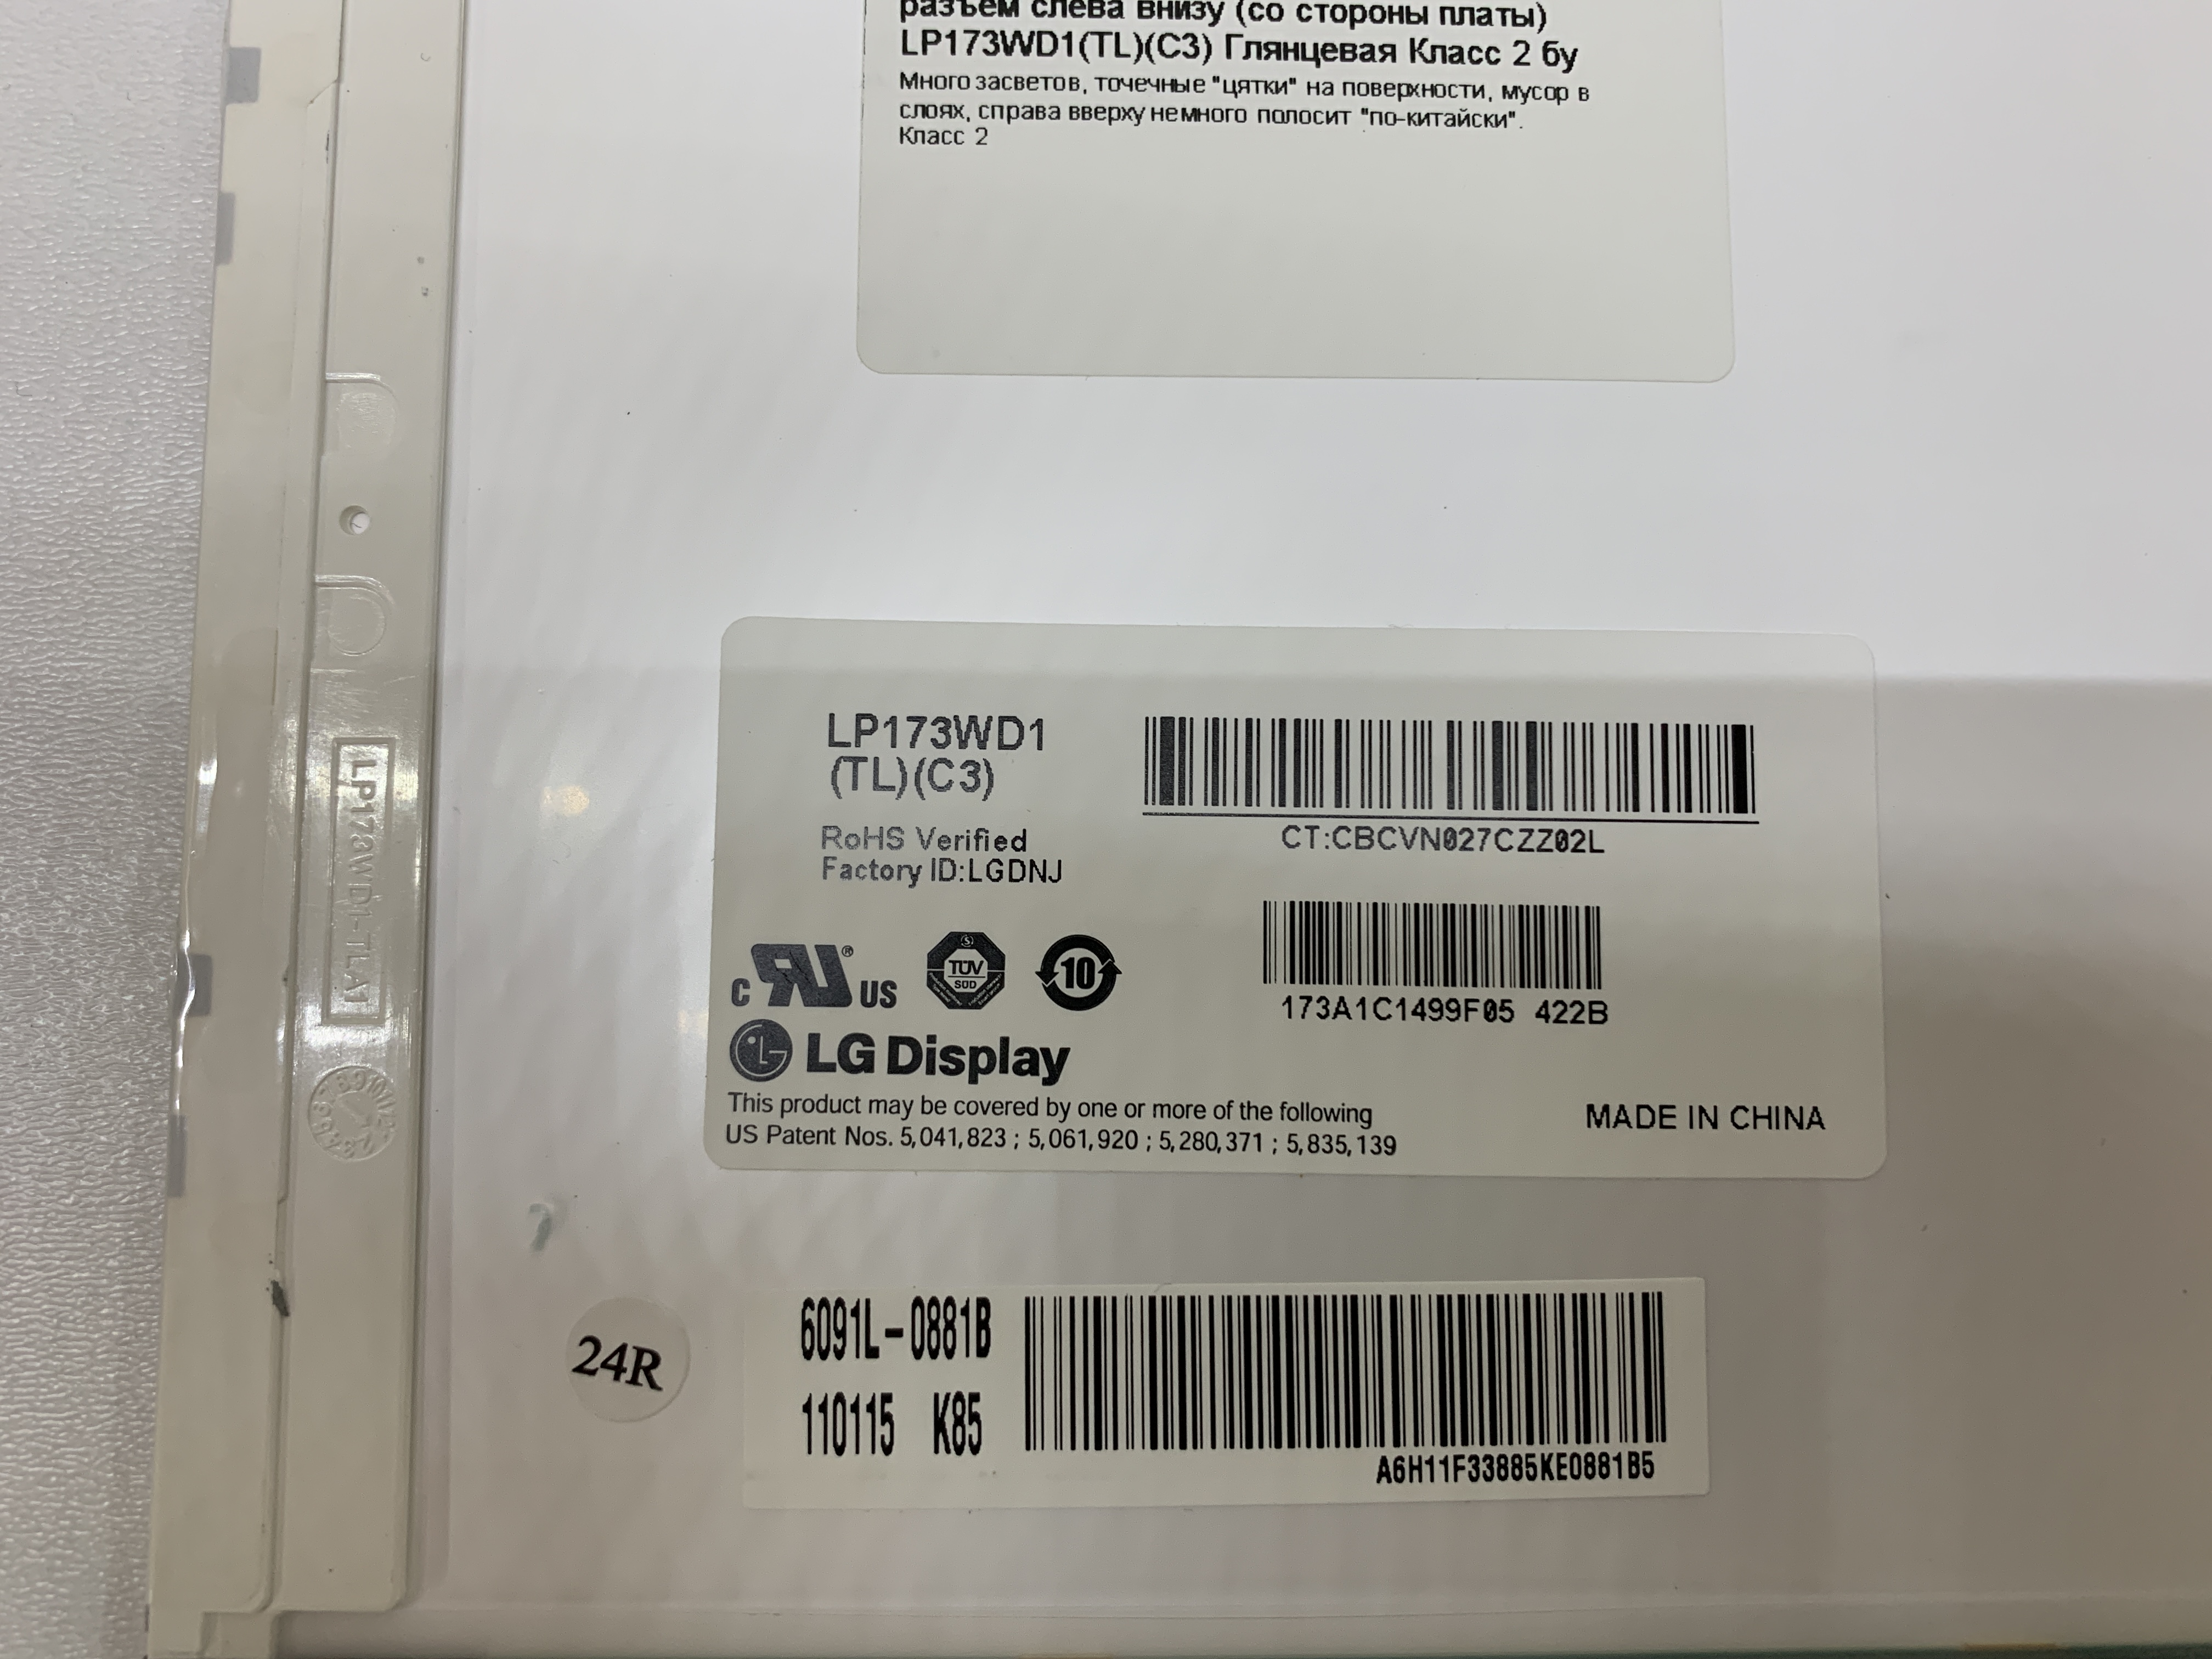 разъем слева внизу (со стороны платы)
LP173WD1(TL)(C3) Глянцевая Класс 2 бу
Много засветов, точечные "цятки" на поверхности, мусор в
слоях, справа вверху немного полосит "по-китайски".
Класс 2
LP173WD1-TLA1
LP173WD1
(TL)(C3)
RoHS Verified
Factory ID:LGDNJ
CT:CBCVN027CZZ02L
173A1C1499F05 422B
C RU ® US
TÜV
SÜD
10
LG Display
This product may be covered by one or more of the following
US Patent Nos. 5,041,823 ; 5,061,920 ; 5,280,371 ; 5,835,139
MADE IN CHINA
24R
6091L-0881B
110115 K85
A6H11F33885KE0881B5